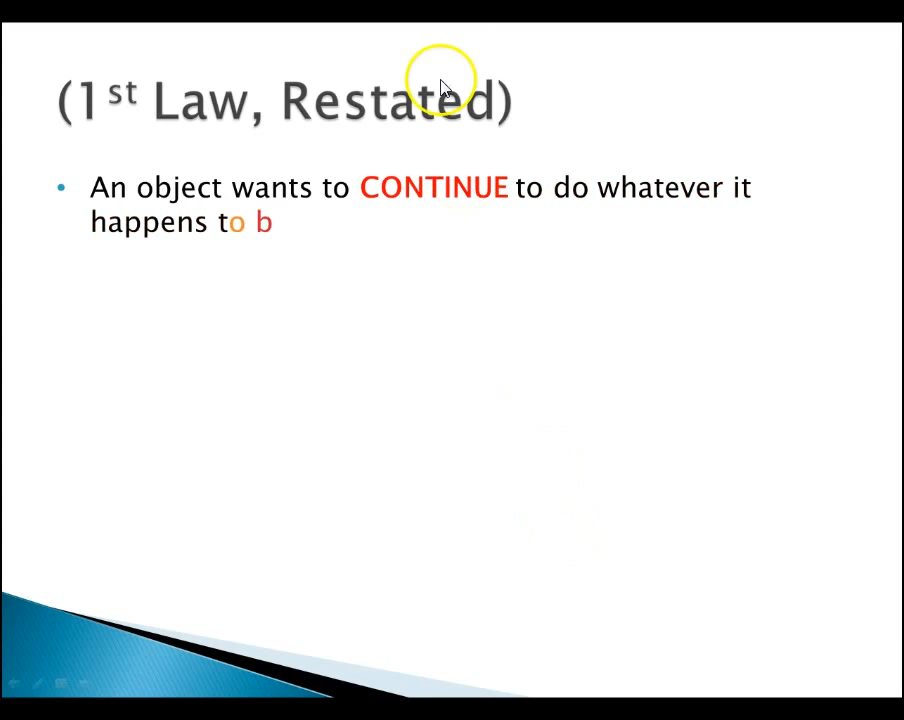 (1st Law, Restated)
• An object wants to CONTINUE to do whatever it
happens to b